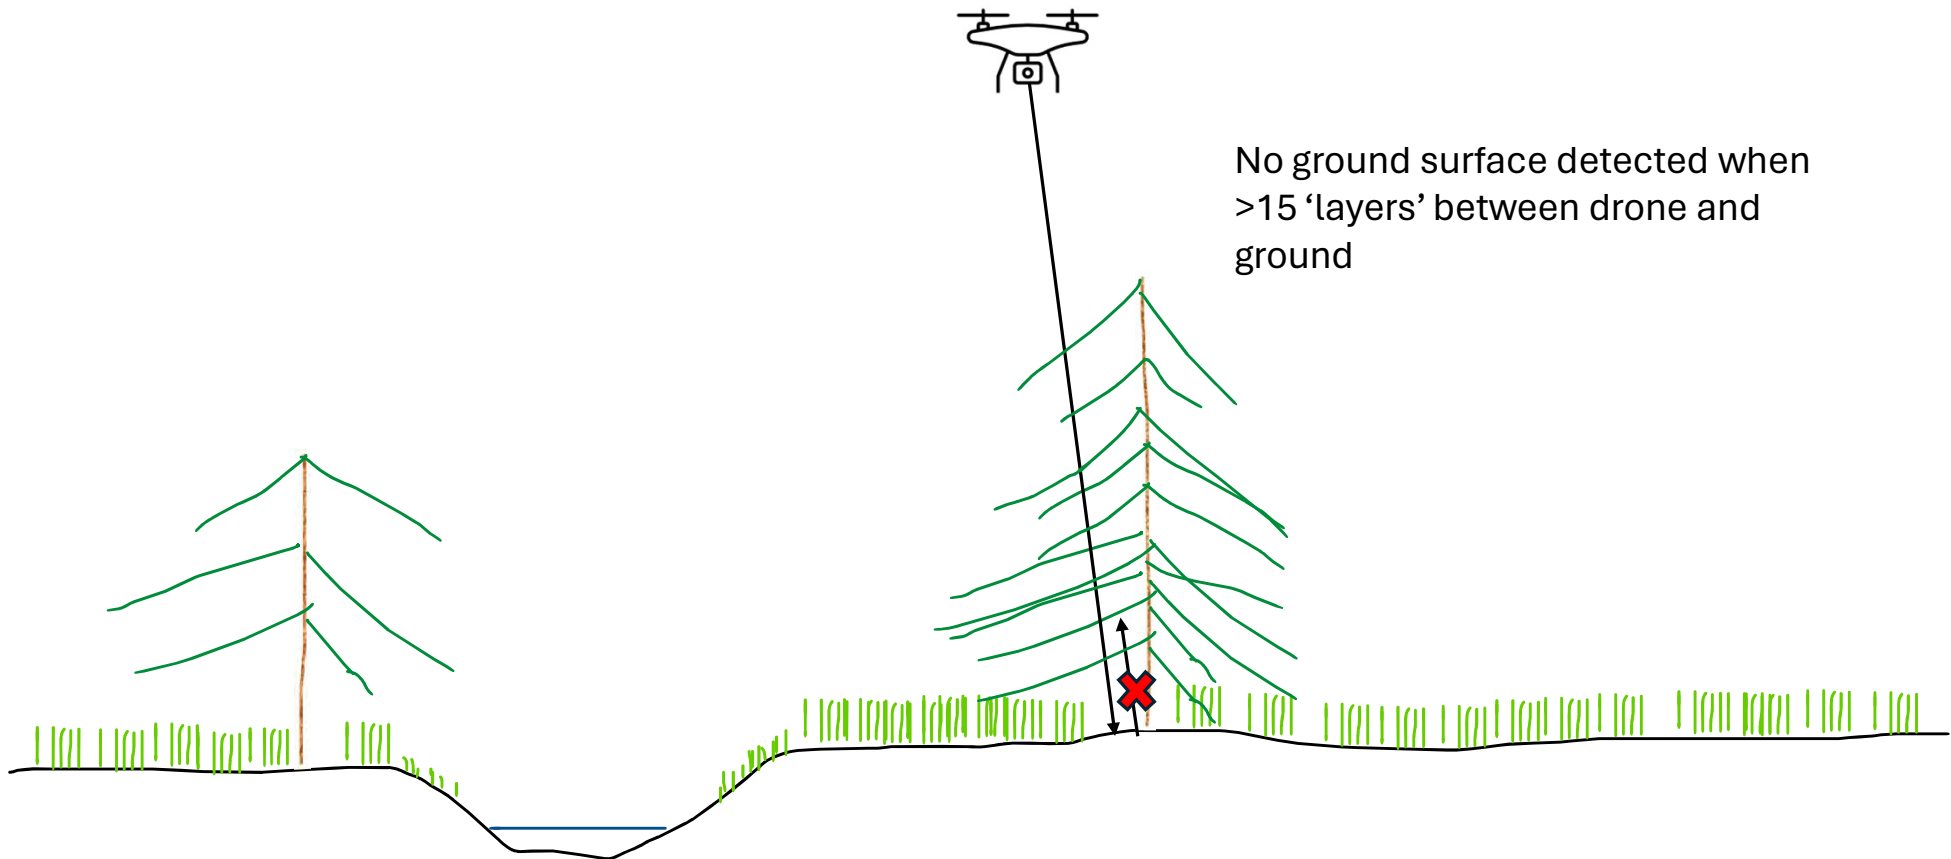 No ground surface detected when
>15 ‘layers’ between drone and
ground